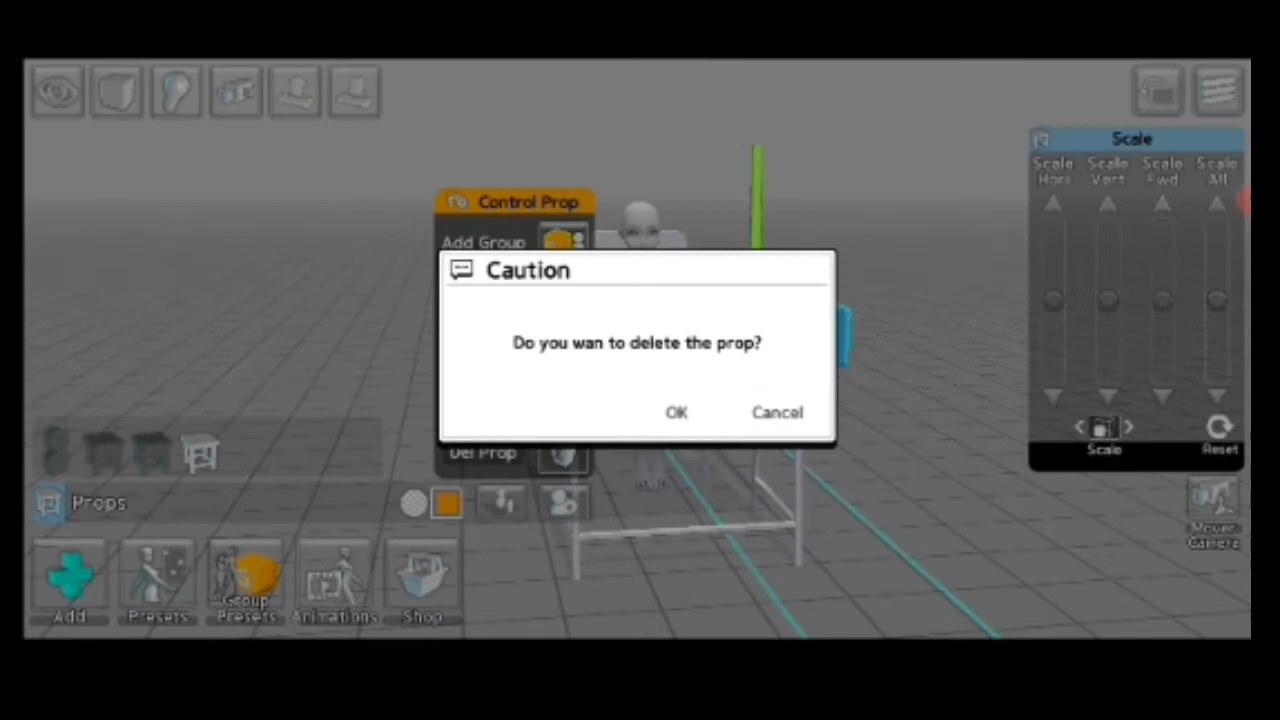 Scale
Scale Scale Scale Scale
Hori Vert Fwd All
Control Prop
Add Group
Caution
Do you wan to delete the prop?
OK Cancel
Del Prop
Scale Reset
Props
Move
Camera
Add Presets Group
Presets Animations Shop